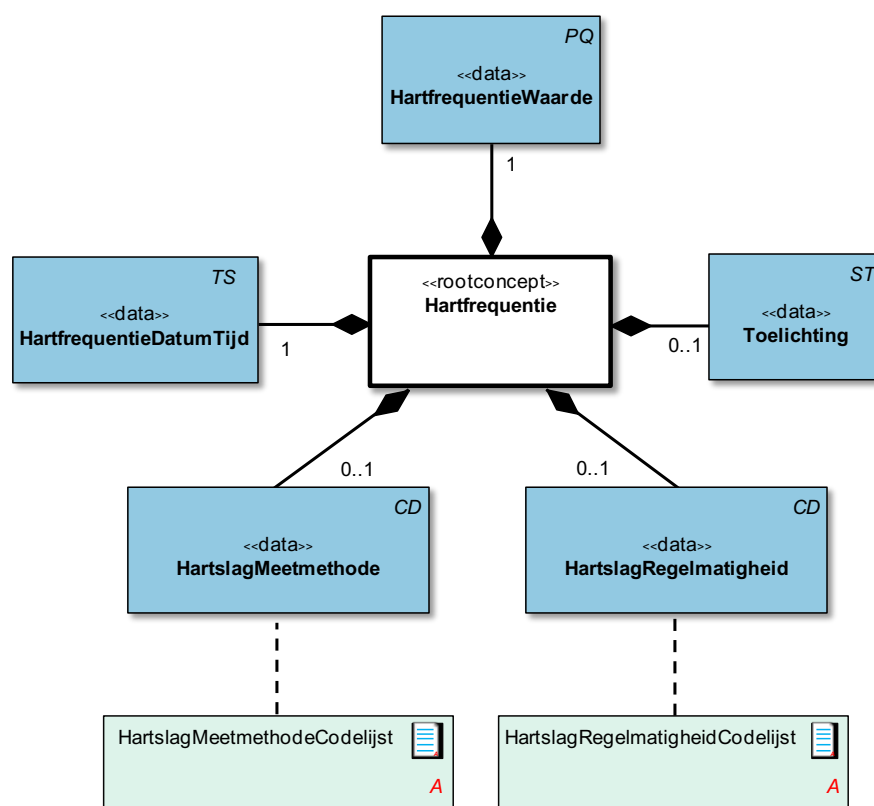 PQ
<<data>>
HartfrequentieWaarde
1
<<rootconcept>>
Hartfrequentie
TS
<<data>>
HartfrequentieDatumTijd
1
ST
<<data>>
Toelichting
0..1
0..1
0..1
CD
<<data>>
HartslagMeetmethode
CD
<<data>>
HartslagRegelmatigheid
HartslagMeetmethodeCodelijst
A
HartslagRegelmatigheidCodelijst
A